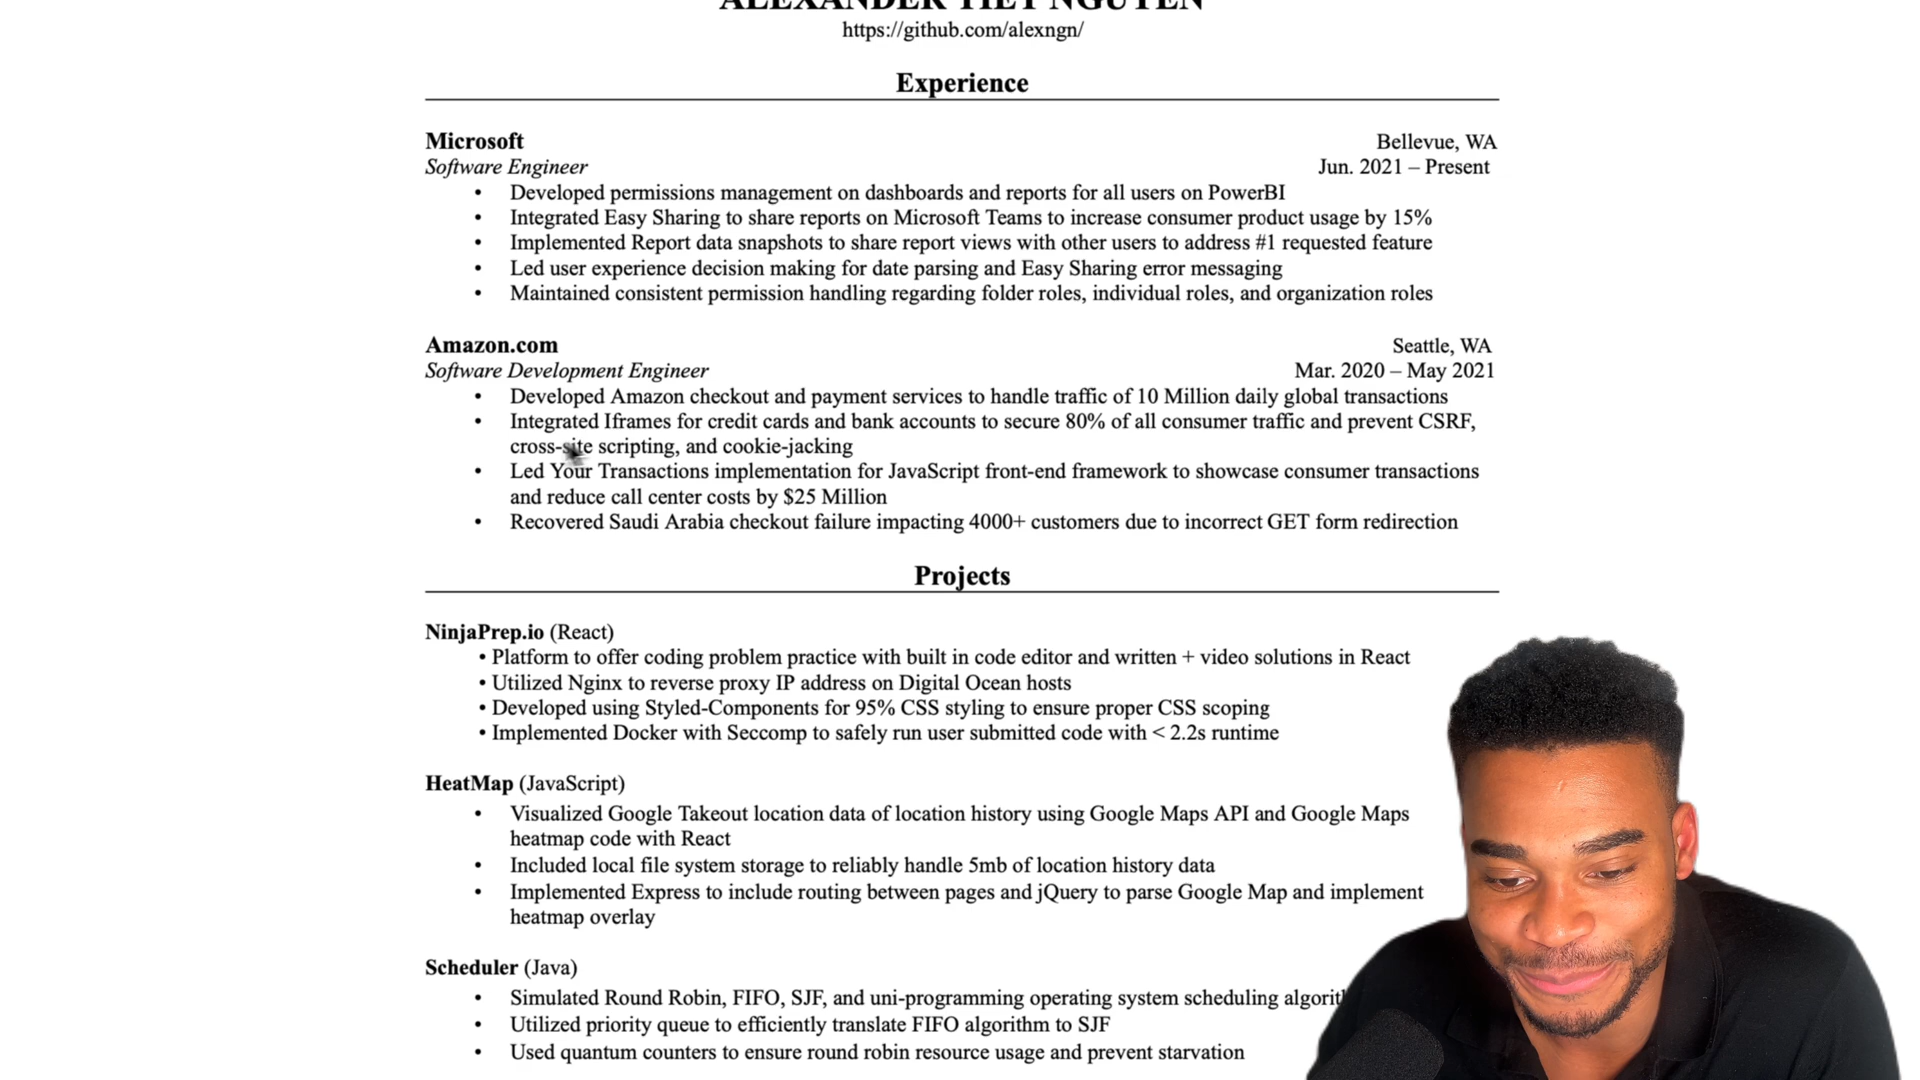 ALEXANDER TIET NGUYEN
https://github.com/alexngn/
Experience
Microsoft Bellevue, WA
Software Engineer Jun. 2021 – Present
• Developed permissions management on dashboards and reports for all users on PowerBI
• Integrated Easy Sharing to share reports on Microsoft Teams to increase consumer product usage by 15%
• Implemented Report data snapshots to share report views with other users to address #1 requested feature
• Led user experience decision making for date parsing and Easy Sharing error messaging
• Maintained consistent permission handling regarding folder roles, individual roles, and organization roles
Amazon.com Seattle, WA
Software Development Engineer Mar. 2020 – May 2021
• Developed Amazon checkout and payment services to handle traffic of 10 Million daily global transactions
• Integrated Iframes for credit cards and bank accounts to secure 80% of all consumer traffic and prevent CSRF,
cross-site scripting, and cookie-jacking
• Led Your Transactions implementation for JavaScript front-end framework to showcase consumer transactions
and reduce call center costs by $25 Million
• Recovered Saudi Arabia checkout failure impacting 4000+ customers due to incorrect GET form redirection
Projects
NinjaPrep.io (React)
• Platform to offer coding problem practice with built in code editor and written + video solutions in React
• Utilized Nginx to reverse proxy IP address on Digital Ocean hosts
• Developed using Styled-Components for 95% CSS styling to ensure proper CSS scoping
• Implemented Docker with Seccomp to safely run user submitted code with < 2.2s runtime
HeatMap (JavaScript)
• Visualized Google Takeout location data of location history using Google Maps API and Google Maps
heatmap code with React
• Included local file system storage to reliably handle 5mb of location history data
• Implemented Express to include routing between pages and jQuery to parse Google Map and implement
heatmap overlay
Scheduler (Java)
• Simulated Round Robin, FIFO, SJF, and uni-programming operating system scheduling
• Utilized priority queue to efficiently translate FIFO algorithm to SJF
• Used quantum counters to ensure round robin resource usage and prevent starvation